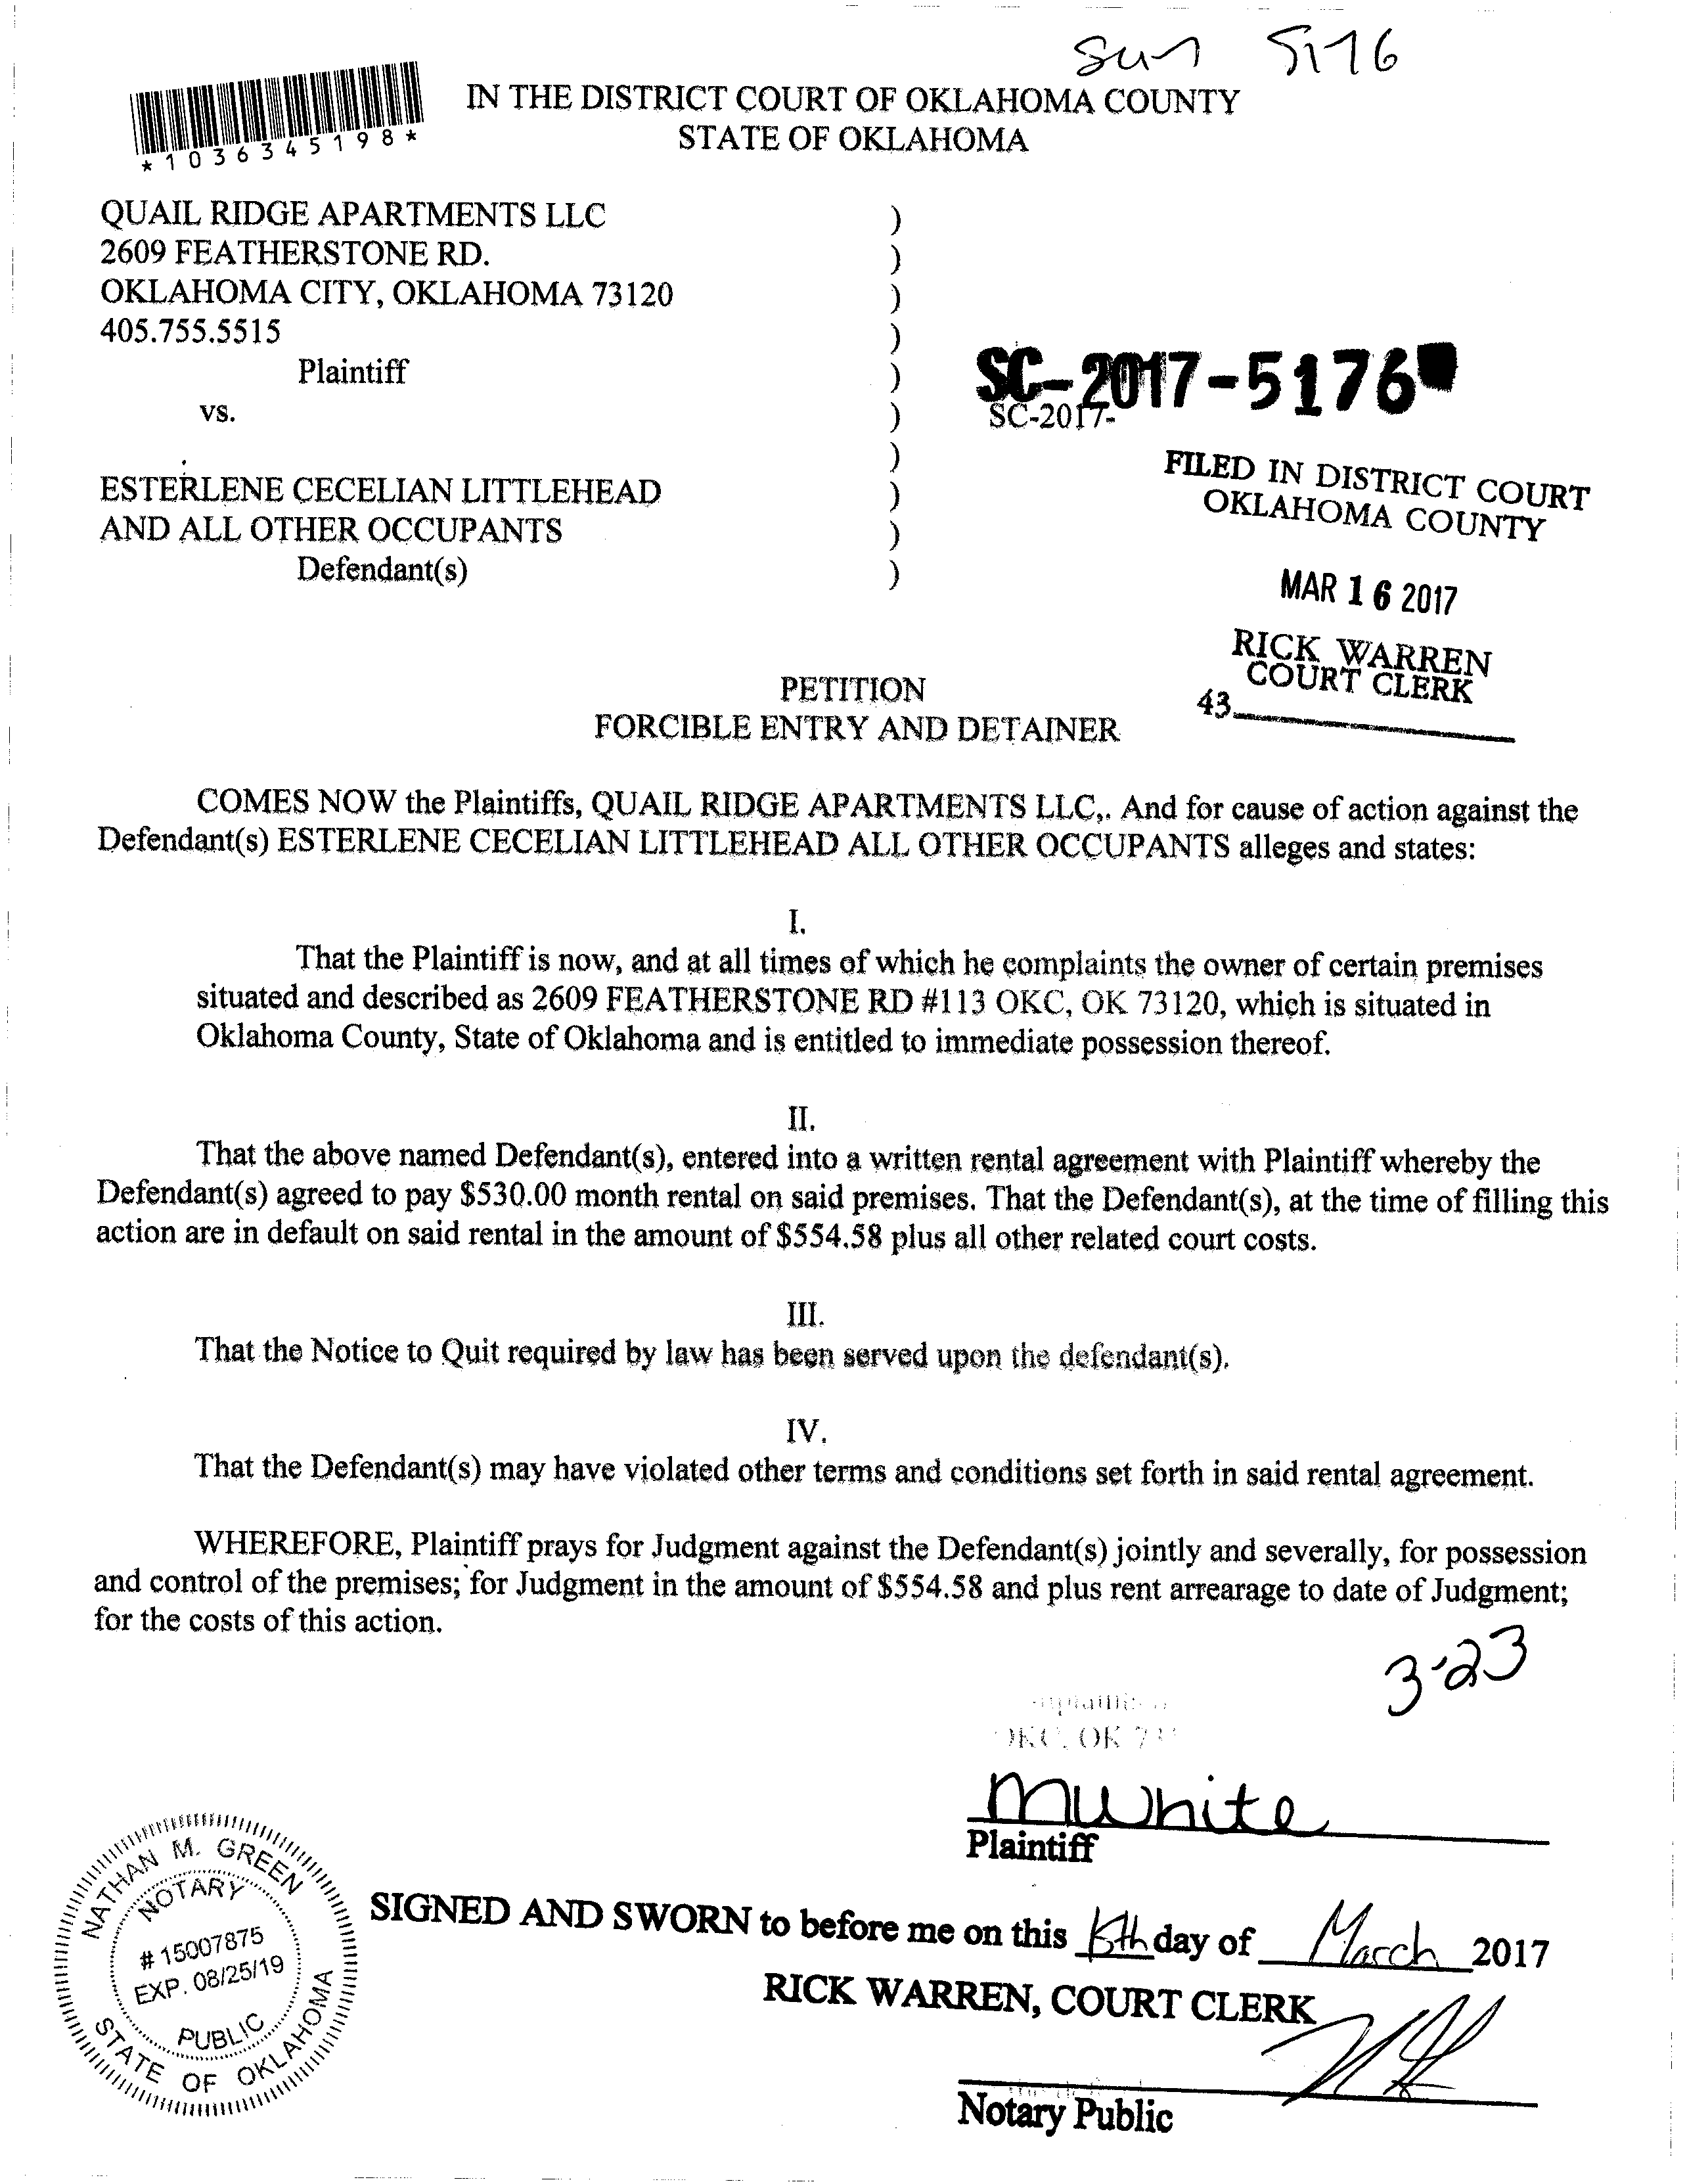 sun 5176
*1036345198*
IN THE DISTRICT COURT OF OKLAHOMA COUNTY
STATE OF OKLAHOMA
QUAIL RIDGE APARTMENTS LLC )
2609 FEATHERSTONE RD. )
OKLAHOMA CITY, OKLAHOMA 73120 )
405.755.5515 )
Plaintiff )
vs. )
)
ESTERLENE CECELIAN LITTLEHEAD )
AND ALL OTHER OCCUPANTS )
Defendant(s) )
SC-2017-5176
SC-2017-
FILED IN DISTRICT COURT
OKLAHOMA COUNTY
MAR 16 2017
RICK WARREN
COURT CLERK
43
PETITION
FORCIBLE ENTRY AND DETAINER
COMES NOW the Plaintiffs, QUAIL RIDGE APARTMENTS LLC,. And for cause of action against the
Defendant(s) ESTERLENE CECELIAN LITTLEHEAD ALL OTHER OCCUPANTS alleges and states:
I.
That the Plaintiff is now, and at all times of which he complaints the owner of certain premises
situated and described as 2609 FEATHERSTONE RD #113 OKC, OK 73120, which is situated in
Oklahoma County, State of Oklahoma and is entitled to immediate possession thereof.
II.
That the above named Defendant(s), entered into a written rental agreement with Plaintiff whereby the
Defendant(s) agreed to pay $530.00 month rental on said premises. That the Defendant(s), at the time of filling this
action are in default on said rental in the amount of $554.58 plus all other related court costs.
III.
That the Notice to Quit required by law has been served upon the defendant(s).
IV.
That the Defendant(s) may have violated other terms and conditions set forth in said rental agreement.
WHEREFORE, Plaintiff prays for Judgment against the Defendant(s) jointly and severally, for possession
and control of the premises; for Judgment in the amount of $554.58 and plus rent arrearage to date of Judgment;
for the costs of this action.
3-23
OKC, OK
MWhite
Plaintiff
NATHAN M. GREEN
NOTARY
# 15007875
EXP. 08/25/19
PUBLIC
STATE OF OKLAHOMA
SIGNED AND SWORN to before me on this 15th day of March 2017
RICK WARREN, COURT CLERK
Notary Public